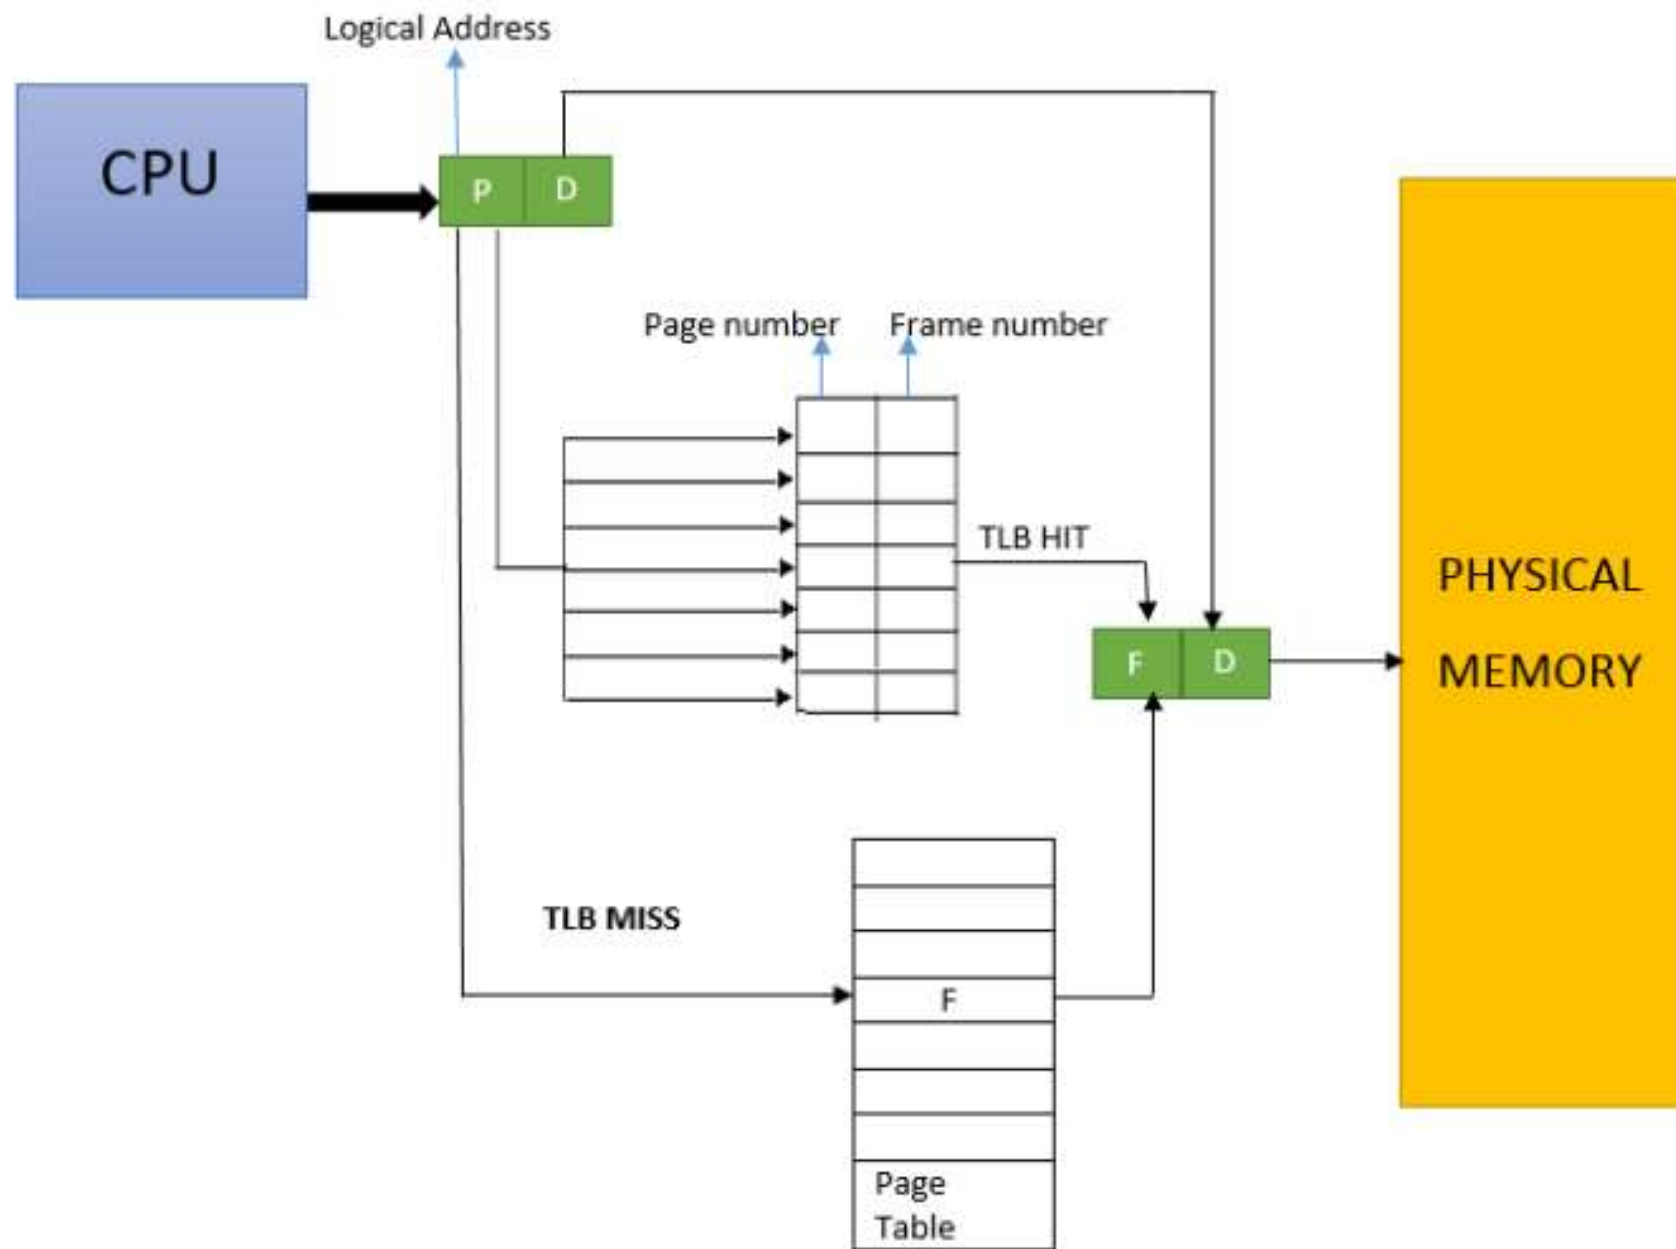 Logical Address
CPU
P D
Page number Frame number
TLB HIT
PHYSICAL
MEMORY
F D
TLB MISS
F
Page
Table